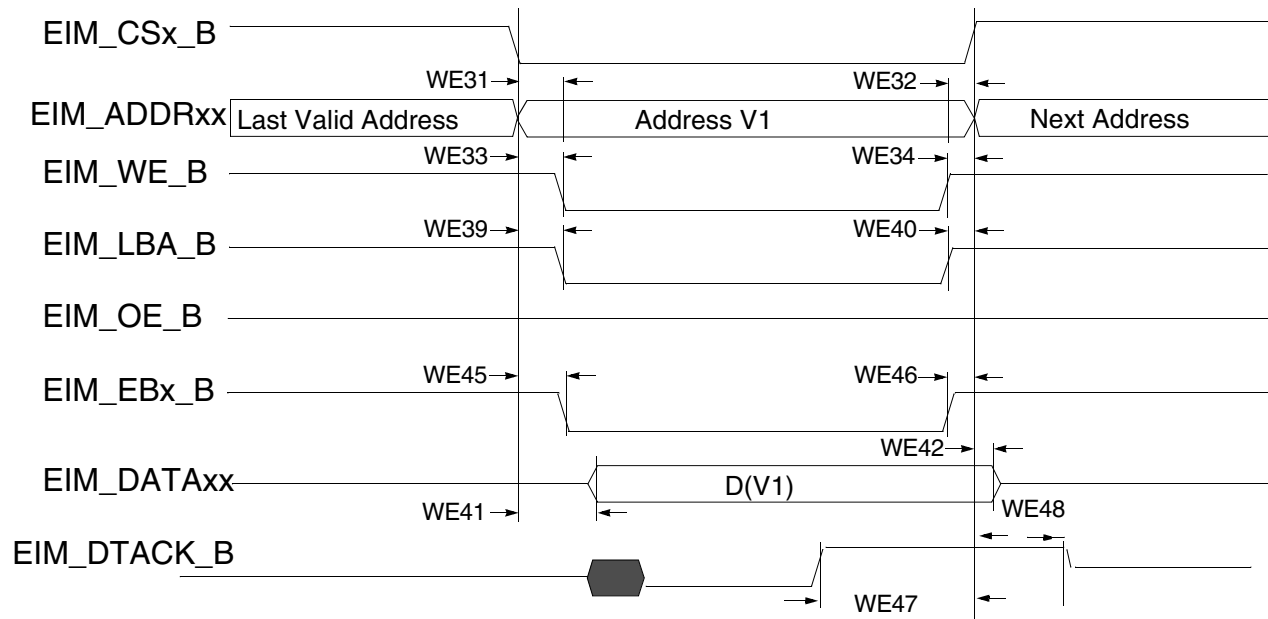 EIM_CSx_B
WE31
WE32
EIM_ADDRxx
Last Valid Address
Address V1
Next Address
WE33
WE34
EIM_WE_B
WE39
WE40
EIM_LBA_B
EIM_OE_B
WE45
WE46
EIM_EBx_B
WE42
EIM_DATAxx
D(V1)
WE41
WE48
EIM_DTACK_B
WE47